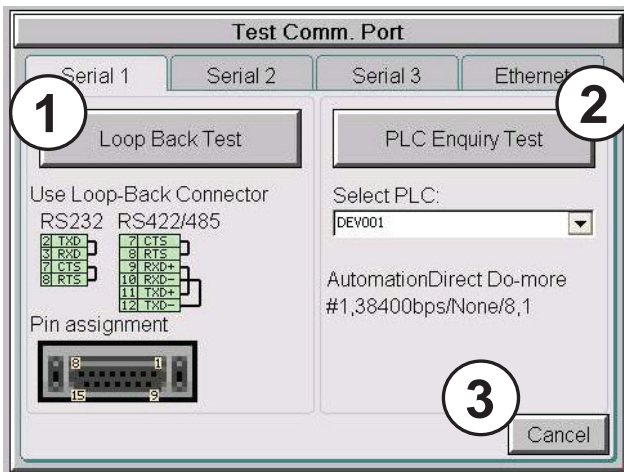 Test Comm. Port
Serial 1 Serial 2 Serial 3 Ethernet
1
2
Loop Back Test
PLC Enquiry Test
Use Loop-Back Connector
RS232 RS422/485
2 TXD
3 RXD
7 CTS
8 RTS
7 CTS
8 RTS
9 RXD+
10 RXD-
11 TXD+
12 TXD-
Pin assignment
8 1
15 9
Select PLC:
DEV001
AutomationDirect Do-more
#1,38400bps/None/8,1
3
Cancel